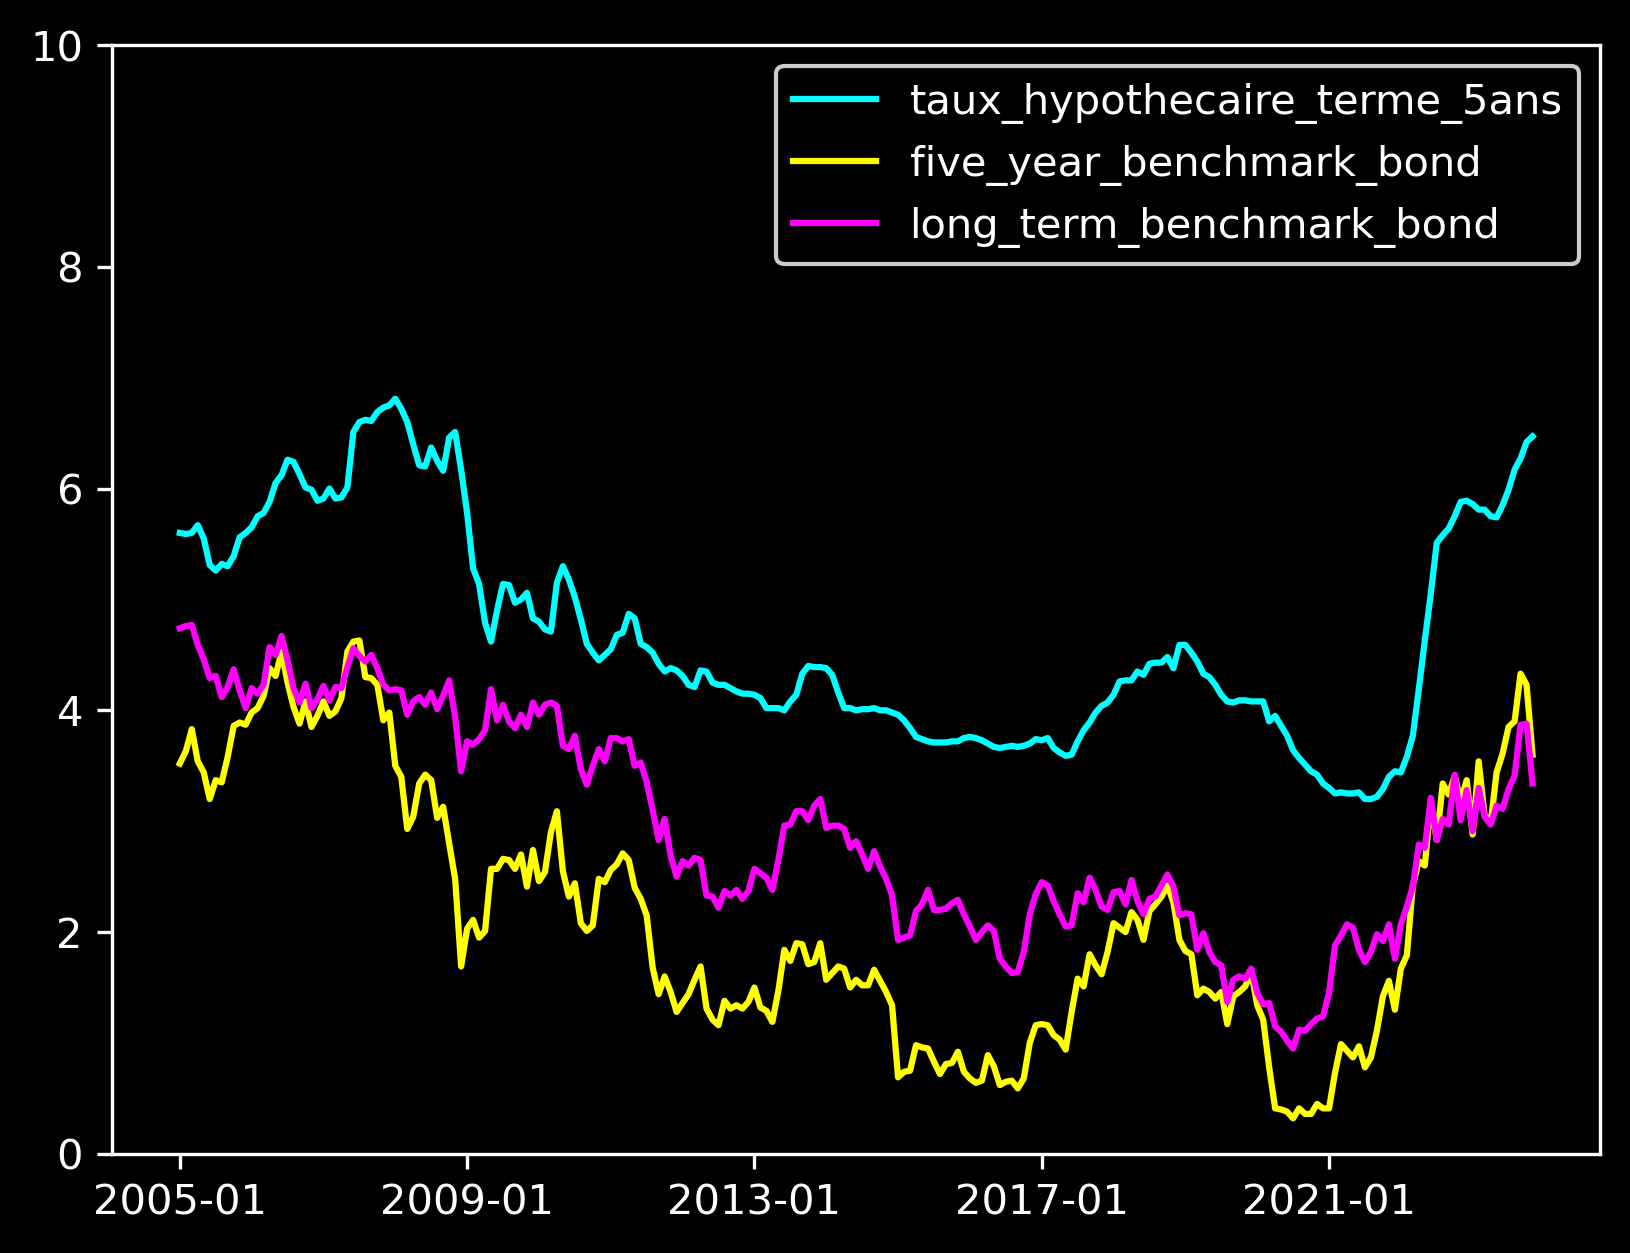 10
8
6
4
2
0
taux_hypothecaire_terme_5ans
five_year_benchmark_bond
long_term_benchmark_bond
2005-01 2009-01 2013-01 2017-01 2021-01